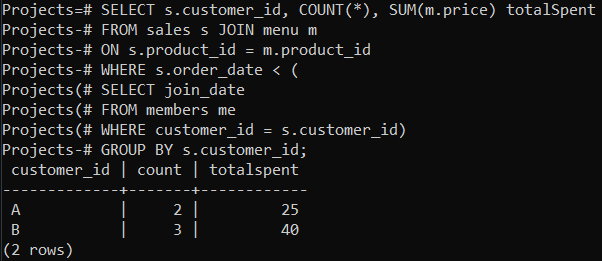 Projects=# SELECT s.customer_id, COUNT(*), SUM(m.price) totalSpent
Projects-# FROM sales s JOIN menu m
Projects-# ON s.product_id = m.product_id
Projects-# WHERE s.order_date < (
Projects(# SELECT join_date
Projects(# FROM members me
Projects(# WHERE customer_id = s.customer_id)
Projects-# GROUP BY s.customer_id;
 customer_id | count | totalspent
-------------+-------+------------
 A           |     2 |         25
 B           |     3 |         40
(2 rows)